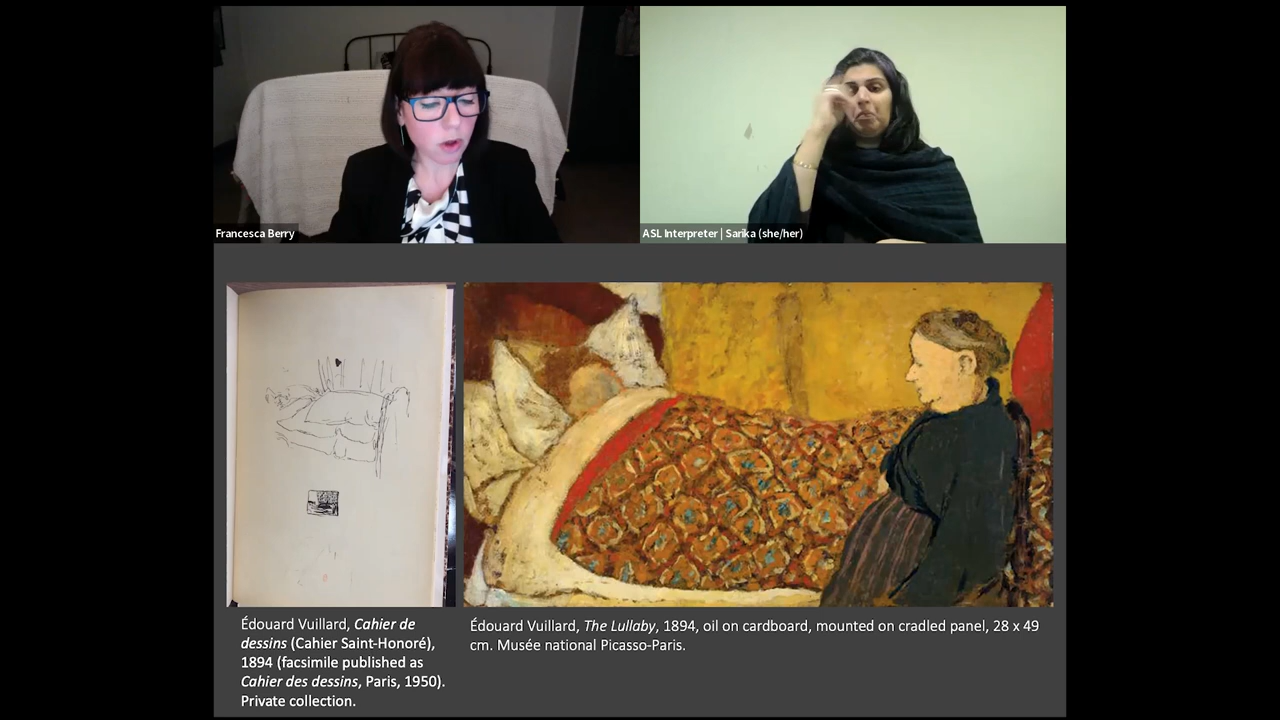 Francesca Berry
ASL Interpreter | Sarika (she/her)
Édouard Vuillard, Cahier de
dessins (Cahier Saint-Honoré),
1894 (facsimile published as
Cahier des dessins, Paris, 1950).
Private collection.
Édouard Vuillard, The Lullaby, 1894, oil on cardboard, mounted on cradled panel, 28 x 49
cm. Musée national Picasso-Paris.